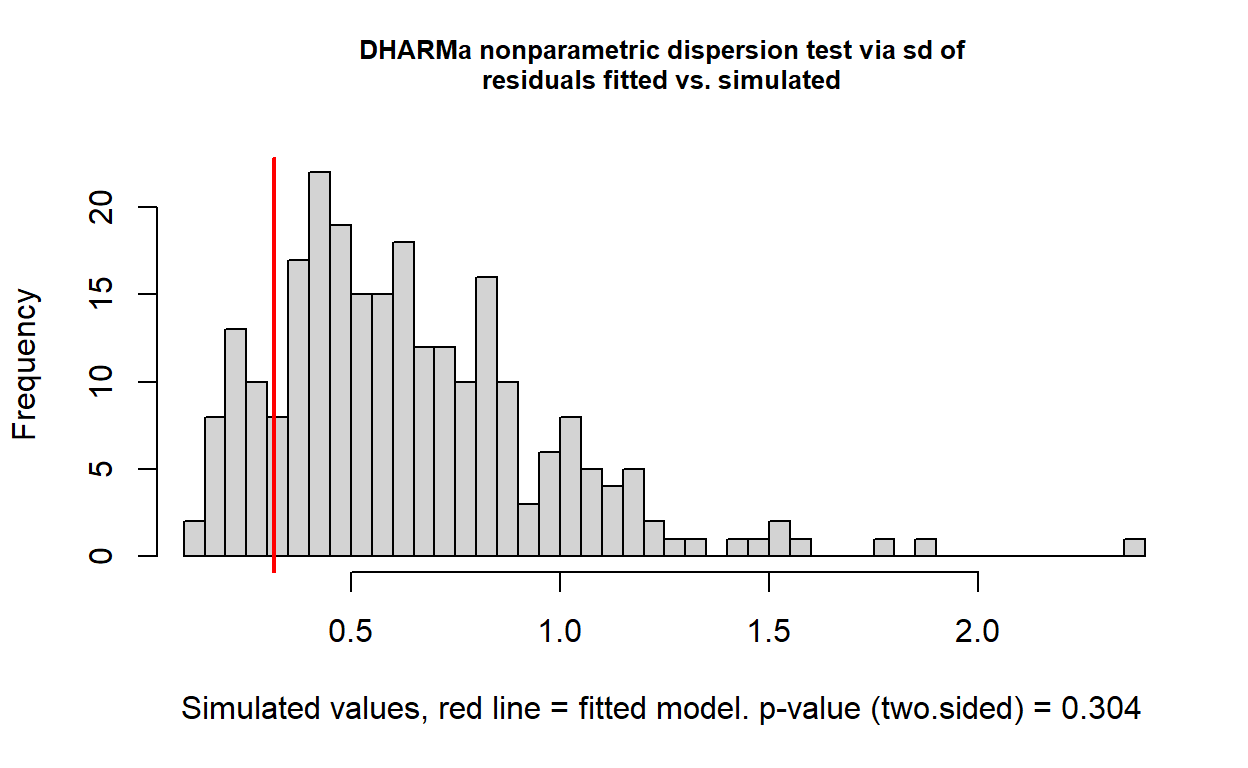 DHARMa nonparametric dispersion test via sd of
residuals fitted vs. simulated
Frequency
20
15
10
5
0
0.5 1.0 1.5 2.0
Simulated values, red line = fitted model. p-value (two.sided) = 0.304